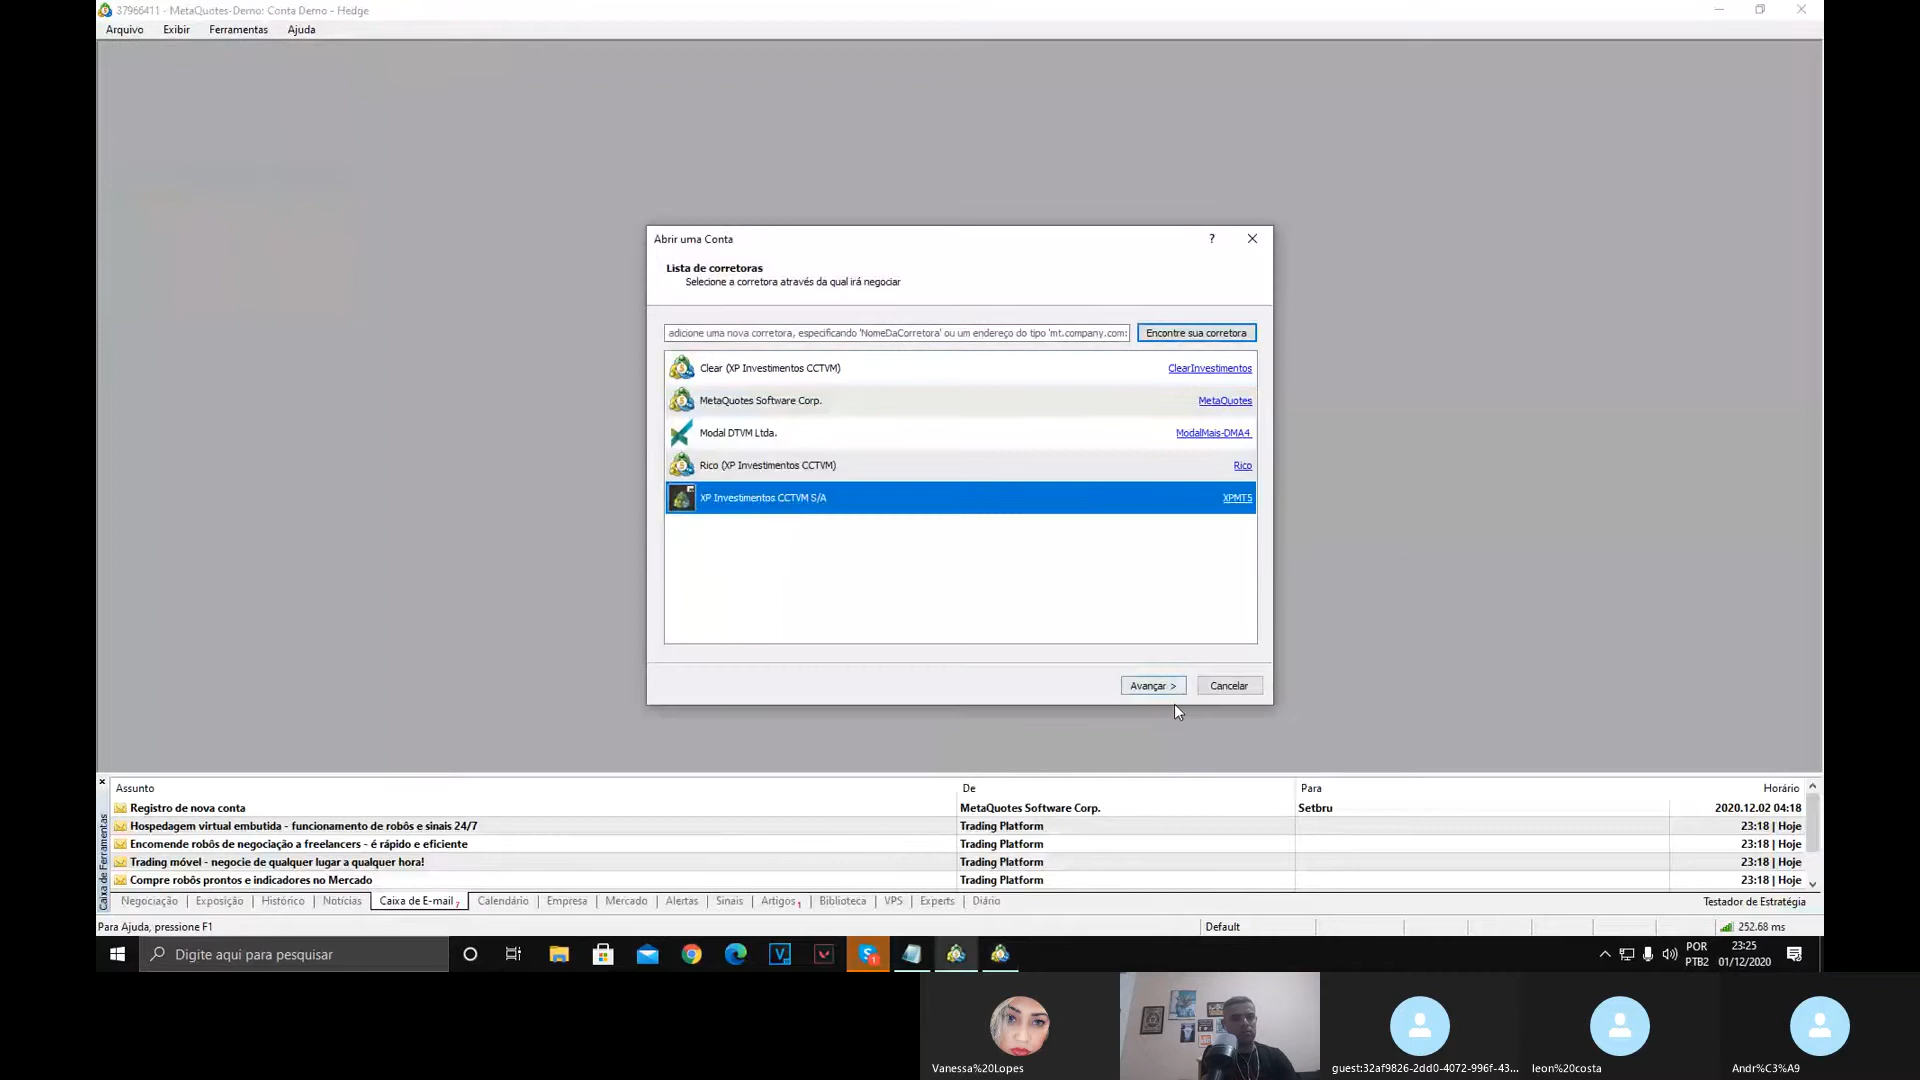 37966411 - MetaQuotes-Demo: Conta Demo - Hedge
Arquivo Exibir Ferramentas Ajuda
Abrir uma Conta ?
Lista de corretoras
Selecione a corretora através da qual irá negociar
adicione uma nova corretora, especificando 'NomeDaCorretora' ou um endereço do tipo 'mt.company.com: Encontre sua corretora
Clear (XP Investimentos CCTVM) ClearInvestimentos
MetaQuotes Software Corp. MetaQuotes
Modal DTVM Ltda. ModalMais-DMA4
Rico (XP Investimentos CCTVM) Rico
XP Investimentos CCTVM S/A XPMT5
Avançar > Cancelar
Caixa de Ferramentas
Assunto De Para Horário
Registro de nova conta MetaQuotes Software Corp. Setbru 2020.12.02 04:18
Hospedagem virtual embutida - funcionamento de robôs e sinais 24/7 Trading Platform 23:18 | Hoje
Encomende robôs de negociação a freelancers - é rápido e eficiente Trading Platform 23:18 | Hoje
Trading móvel - negocie de qualquer lugar a qualquer hora! Trading Platform 23:18 | Hoje
Compre robôs prontos e indicadores no Mercado Trading Platform 23:18 | Hoje
Negociação | Exposição | Histórico | Notícias | Caixa de E-mail 7 | Calendário | Empresa | Mercado | Alertas | Sinais | Artigos 1 | Biblioteca | VPS | Experts | Diário Testador de Estratégia
Para Ajuda, pressione F1 Default 252.68 ms
Digite aqui para pesquisar POR 23:25
PTB2 01/12/2020
Vanessa%20Lopes guest:32af9826-2dd0-4072-996f-43... leon%20costa Andr%C3%A9